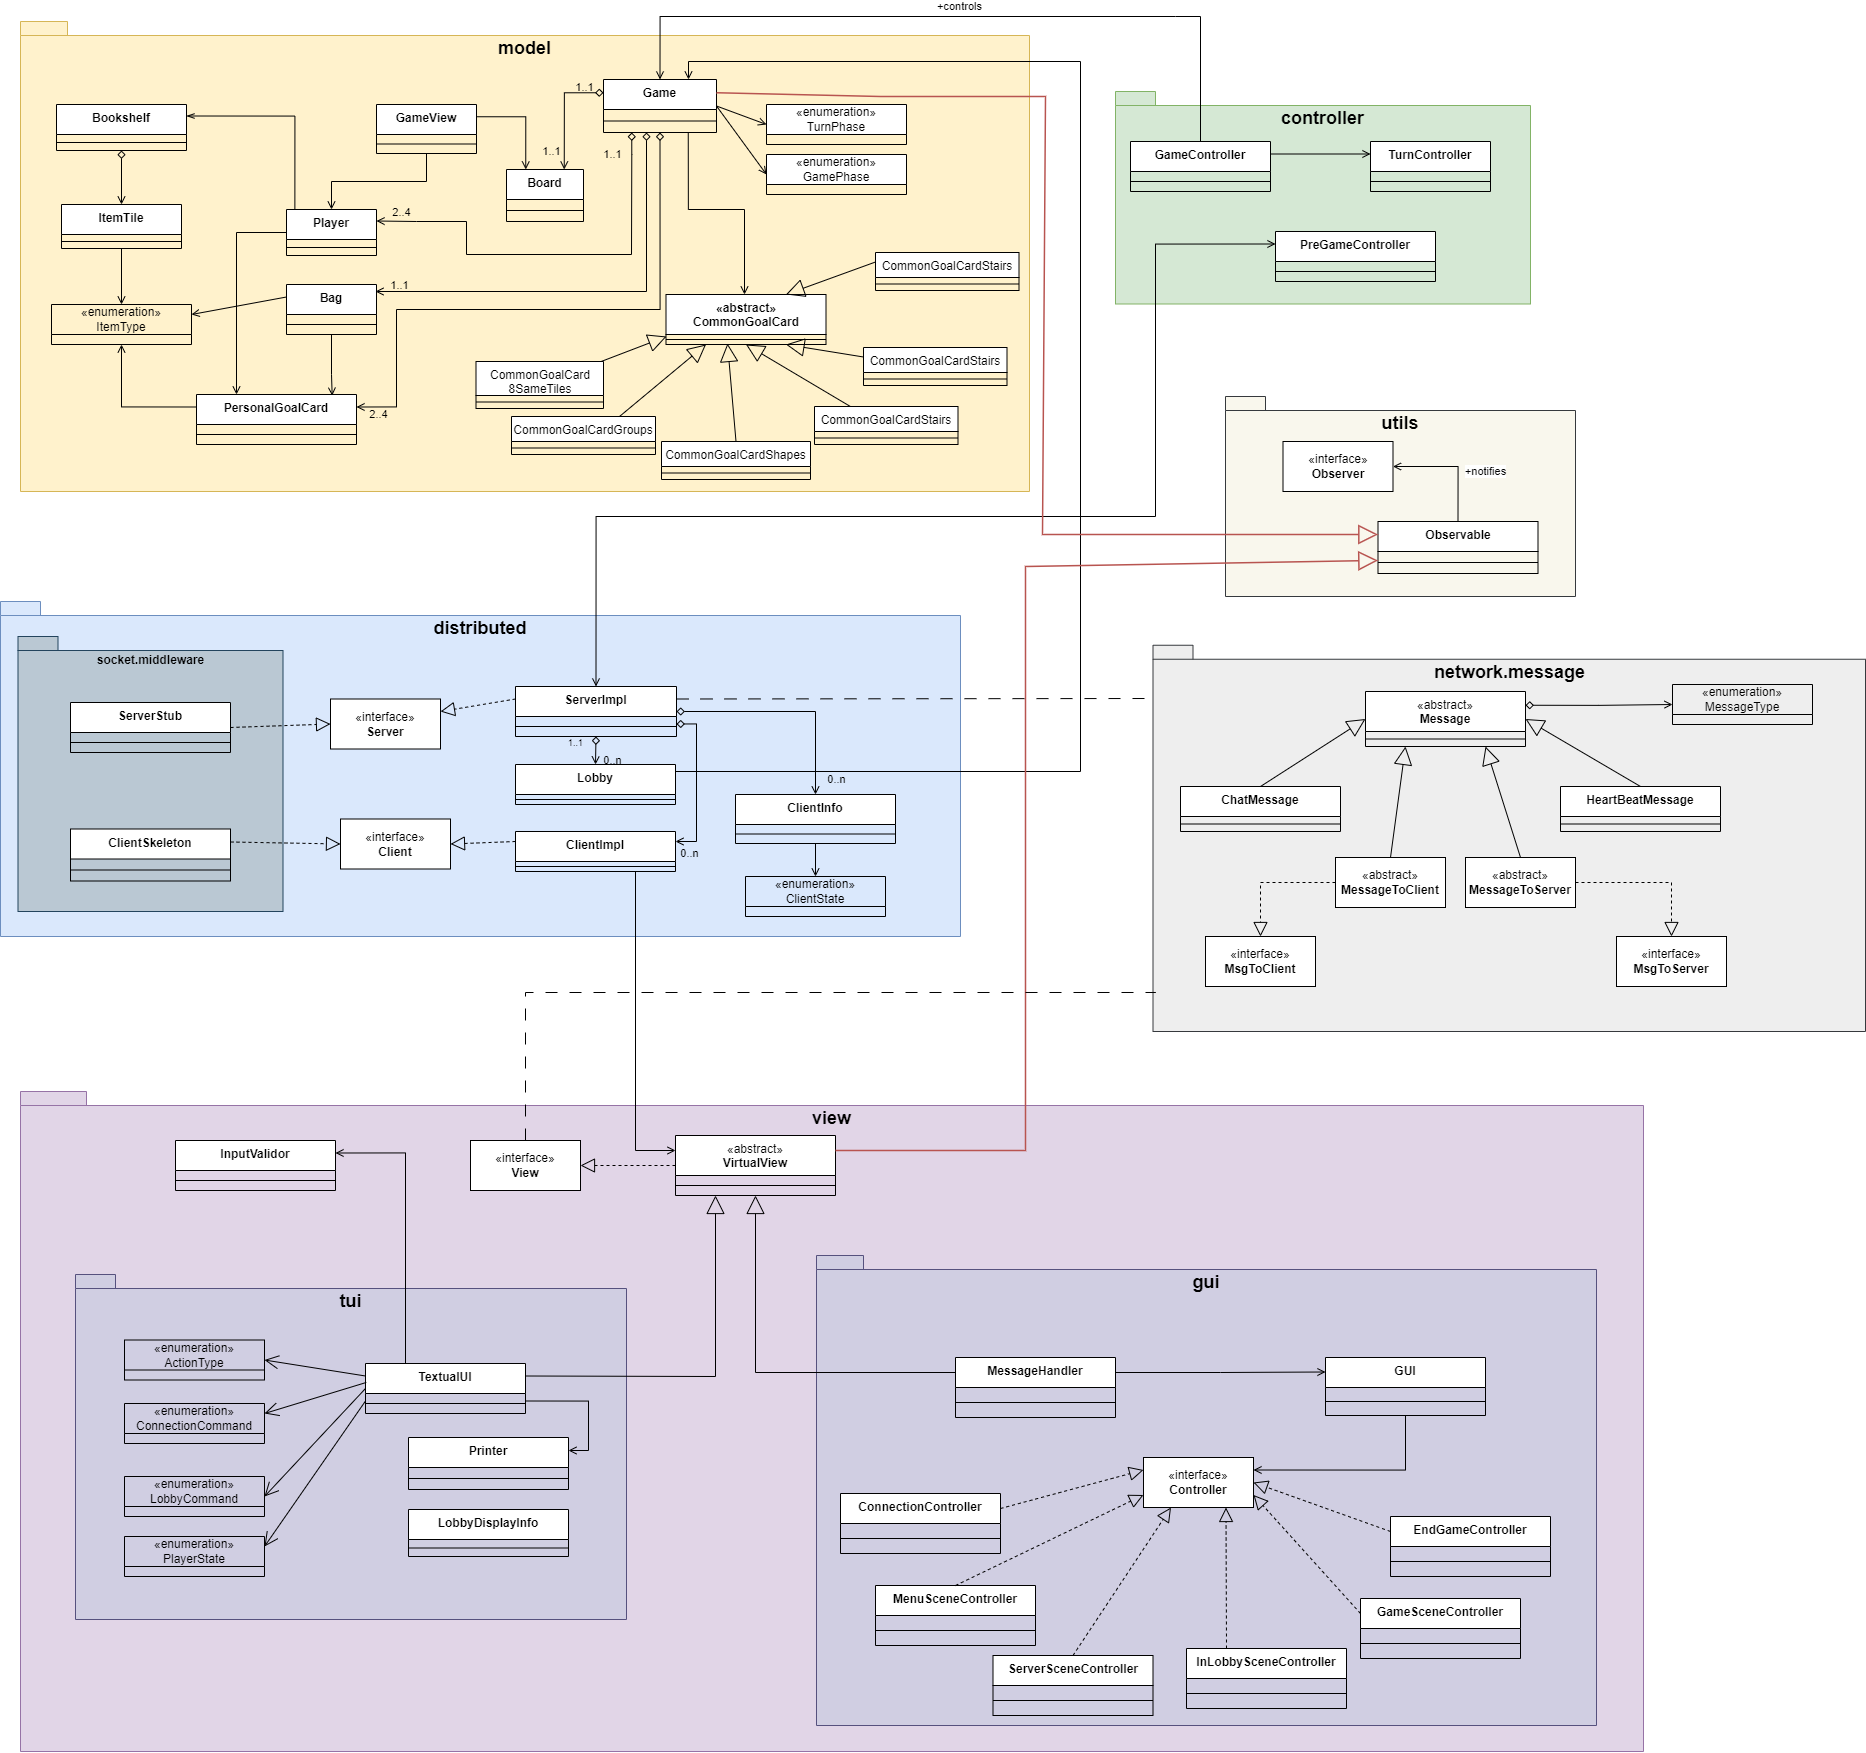 +controls
model
Game
1..1
1..1
1..1
«enumeration»
TurnPhase
«enumeration»
GamePhase
Bookshelf
GameView
Board
ItemTile
Player
2..4
Bag
1..1
«enumeration»
ItemType
PersonalGoalCard
2..4
CommonGoalCardStairs
«abstract»
CommonGoalCard
CommonGoalCardStairs
CommonGoalCard
8SameTiles
CommonGoalCardStairs
CommonGoalCardGroups
CommonGoalCardShapes
controller
GameController
TurnController
PreGameController
utils
«interface»
Observer
+notifies
Observable
distributed
socket.middleware
ServerStub
«interface»
Server
ServerImpl
1..1
0..n
Lobby
0..n
ClientInfo
ClientSkeleton
«interface»
Client
ClientImpl
0..n
«enumeration»
ClientState
network.message
«abstract»
Message
«enumeration»
MessageType
ChatMessage
HeartBeatMessage
«abstract»
MessageToClient
«abstract»
MessageToServer
«interface»
MsgToClient
«interface»
MsgToServer
view
InputValidor
«interface»
View
«abstract»
VirtualView
tui
«enumeration»
ActionType
TextualUI
«enumeration»
ConnectionCommand
Printer
«enumeration»
LobbyCommand
LobbyDisplayInfo
«enumeration»
PlayerState
gui
MessageHandler
GUI
«interface»
Controller
ConnectionController
EndGameController
MenuSceneController
GameSceneController
ServerSceneController
InLobbySceneController